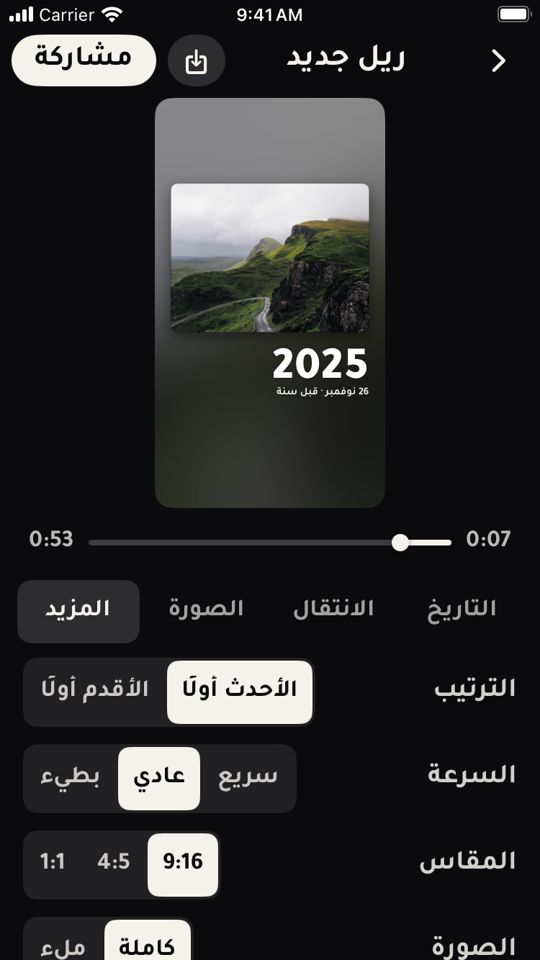 Carrier 9:41 AM
ريل جديد
مشاركة
2025
26 نوفمبر · قبل سنة
0:07
0:53
التاريخ الانتقال الصورة المزيد
الترتيب
الأحدث أولًا الأقدم أولًا
السرعة
سريع عادي بطيء
المقاس
9:16 4:5 1:1
الصورة
كاملة ملء